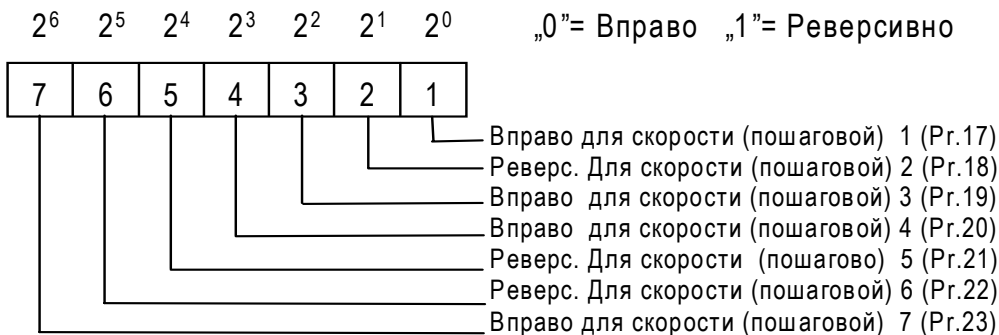 2⁶ 2⁵ 2⁴ 2³ 2² 2¹ 2⁰ „0”= Вправо „1”= Реверсивно
7 6 5 4 3 2 1
Вправо для скорости (пошаговой) 1 (Pr.17)
Реверс. Для скорости (пошаговой) 2 (Pr.18)
Вправо для скорости (пошаговой) 3 (Pr.19)
Вправо для скорости (пошаговой) 4 (Pr.20)
Реверс. Для скорости (пошагово) 5 (Pr.21)
Реверс. Для скорости (пошаговой) 6 (Pr.22)
Вправо для скорости (пошаговой) 7 (Pr.23)